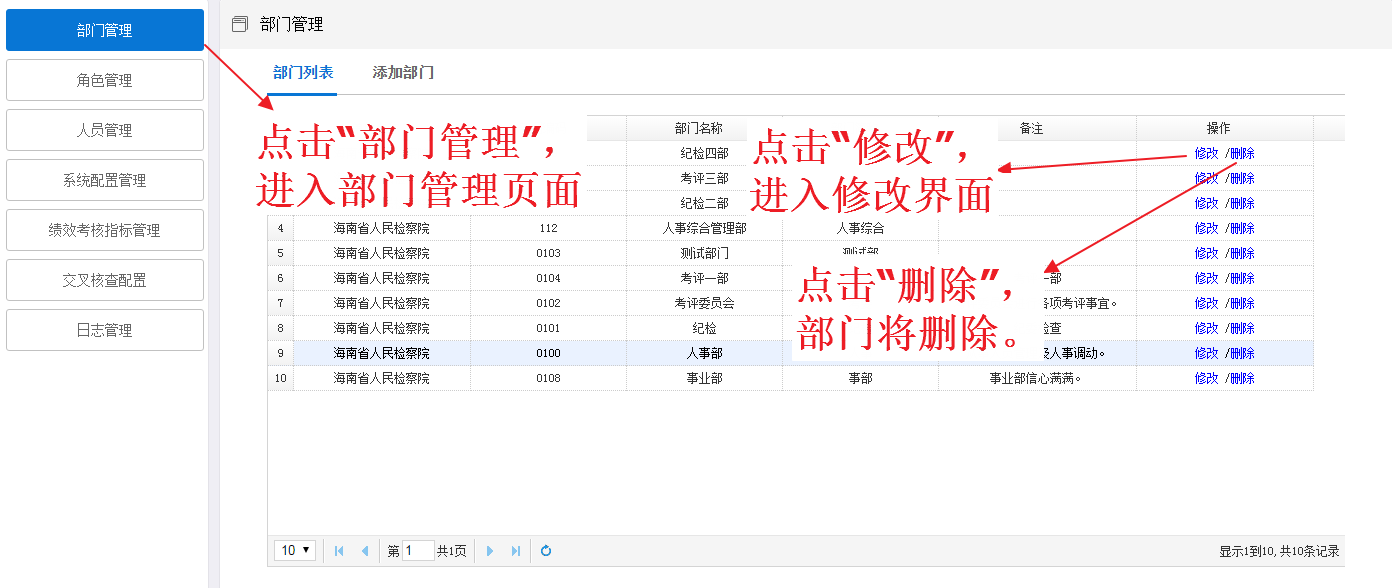 部门管理
角色管理
人员管理
系统配置管理
绩效考核指标管理
交叉核查配置
日志管理
部门管理
部门列表 添加部门
点击“部门管理”，
进入部门管理页面
点击“修改”，
进入修改界面
点击“删除”，
部门将删除。
部门名称 备注 操作
纪检四部 修改 /删除
考评三部 修改 /删除
纪检二部 修改 /删除
4 海南省人民检察院 112 人事综合管理部 人事综合 修改 /删除
5 海南省人民检察院 0103 测试部门 测试部 修改 /删除
6 海南省人民检察院 0104 考评一部 一部 修改 /删除
7 海南省人民检察院 0102 考评委员会 各项考评事宜。 修改 /删除
8 海南省人民检察院 0101 纪检 检查 修改 /删除
9 海南省人民检察院 0100 人事部 人事调动。 修改 /删除
10 海南省人民检察院 0108 事业部 事部 事业部信心满满。 修改 /删除
10 第 1 共1页 显示1到10, 共10条记录